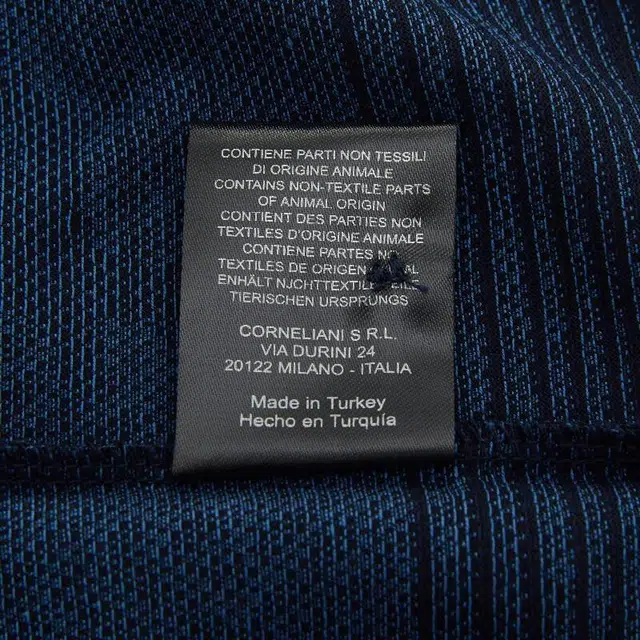 CONTIENE PARTI NON TESSILI
DI ORIGINE ANIMALE
CONTAINS NON-TEXTILE PARTS
OF ANIMAL ORIGIN
CONTIENT DES PARTIES NON
TEXTILES D'ORIGINE ANIMALE
CONTIENE PARTES NO
TEXTILES DE ORIGEN
ENHÄLT NJCHTTEXTILE
TIERISCHEN URSPRUNGS
CORNELIANI S R.L.
VIA DURINI 24
20122 MILANO - ITALIA
Made in Turkey
Hecho en Turquía